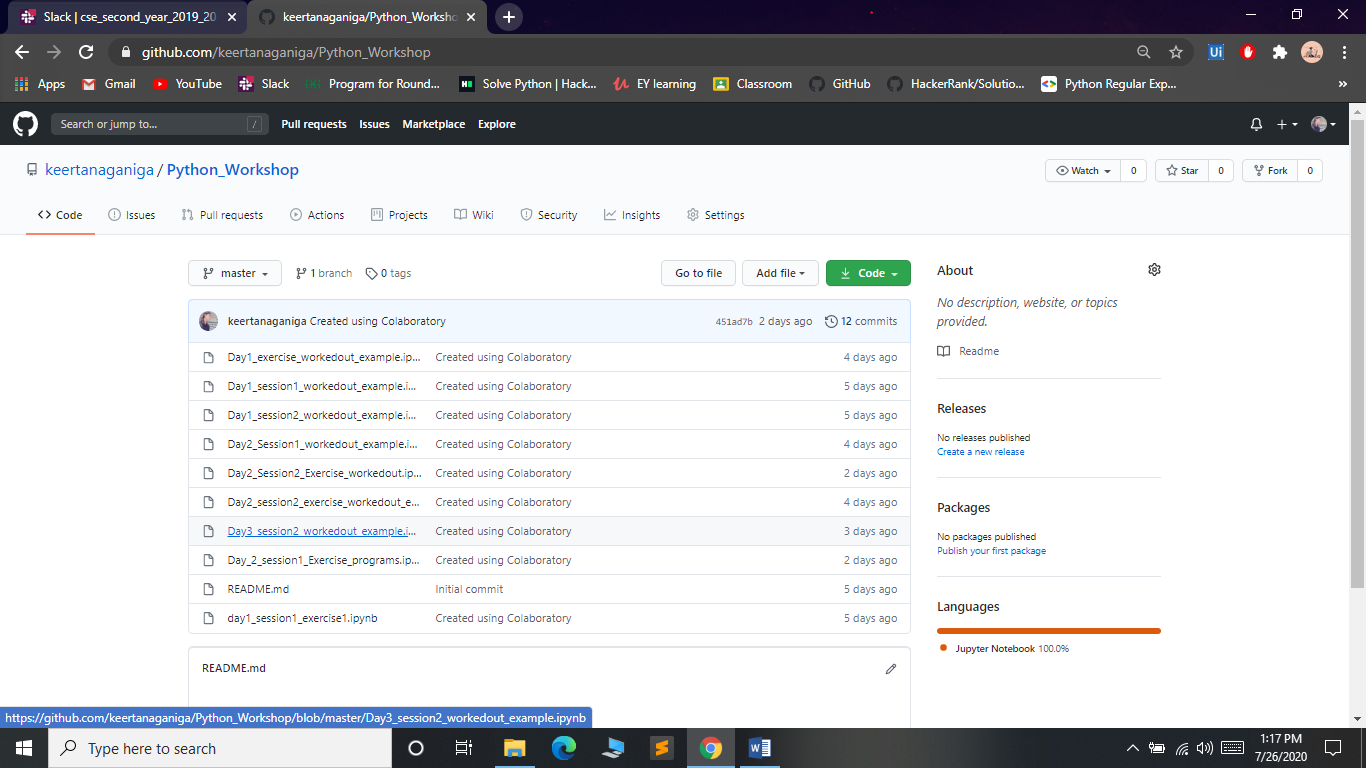 Slack | cse_second_year_2019_20
keertanaganiga/Python_Worksho
github.com/keertanaganiga/Python_Workshop
Apps Gmail YouTube Slack Program for Round... Solve Python | Hack... EY learning Classroom GitHub HackerRank/Solutio... Python Regular Exp... »
Search or jump to... / Pull requests Issues Marketplace Explore
keertanaganiga / Python_Workshop Watch 0 Star 0 Fork 0
Code Issues Pull requests Actions Projects Wiki Security Insights Settings
master 1 branch 0 tags Go to file Add file Code
About
No description, website, or topics
provided.
Readme
Releases
No releases published
Create a new release
Packages
No packages published
Publish your first package
Languages
Jupyter Notebook 100.0%
keertanaganiga Created using Colaboratory 451ad7b 2 days ago 12 commits
Day1_exercise_workedout_example.ip... Created using Colaboratory 4 days ago
Day1_session1_workedout_example.i... Created using Colaboratory 5 days ago
Day1_session2_workedout_example.i... Created using Colaboratory 5 days ago
Day2_Session1_workedout_example.i... Created using Colaboratory 4 days ago
Day2_Session2_Exercise_workedout.ip... Created using Colaboratory 2 days ago
Day2_session2_exercise_workedout_e... Created using Colaboratory 4 days ago
Day3_session2_workedout_example.i... Created using Colaboratory 3 days ago
Day_2_session1_Exercise_programs.ip... Created using Colaboratory 2 days ago
README.md Initial commit 5 days ago
day1_session1_exercise1.ipynb Created using Colaboratory 5 days ago
README.md
https://github.com/keertanaganiga/Python_Workshop/blob/master/Day3_session2_workedout_example.ipynb
Type here to search
1:17 PM
7/26/2020